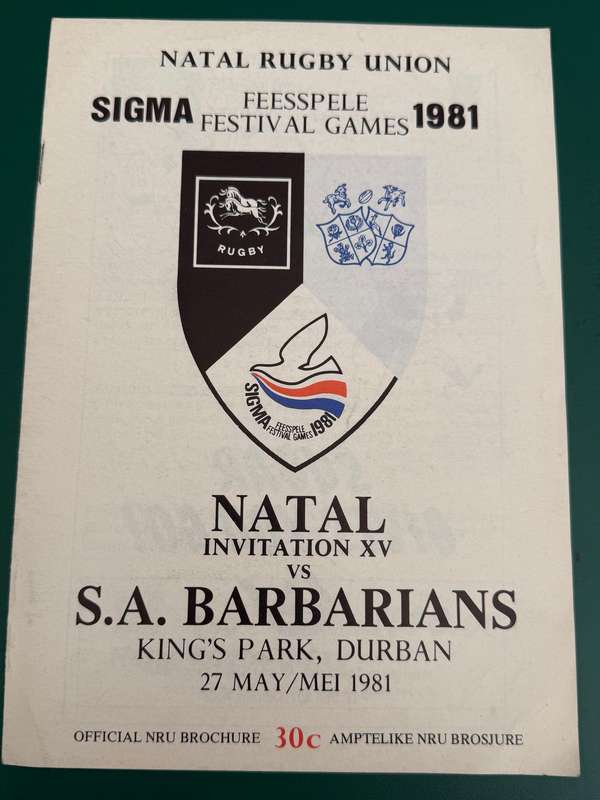 NATAL RUGBY UNION
SIGMA FEESSPELE 1981
FESTIVAL GAMES
RUGBY
SIGMA FEESSPELE 1981
FESTIVAL GAMES
NATAL
INVITATION XV
VS
S.A. BARBARIANS
KING'S PARK, DURBAN
27 MAY/MEI 1981
OFFICIAL NRU BROCHURE 30c AMPTELIKE NRU BROSJURE